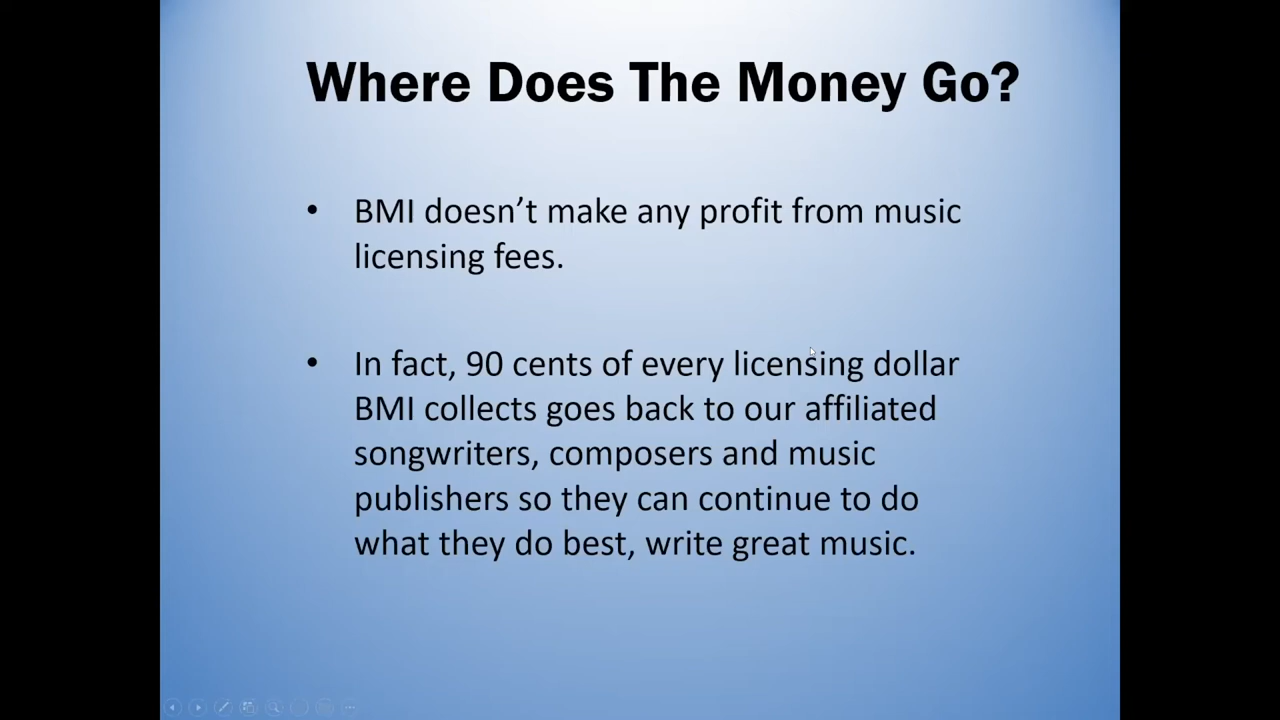 Where Does The Money Go?
• BMI doesn’t make any profit from music
licensing fees.
• In fact, 90 cents of every licensing dollar
BMI collects goes back to our affiliated
songwriters, composers and music
publishers so they can continue to do
what they do best, write great music.